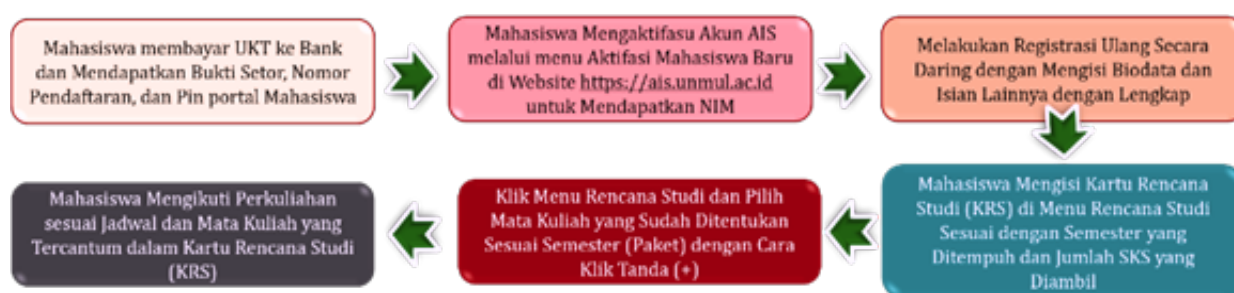 Mahasiswa membayar UKT ke Bank
dan Mendapatkan Bukti Setor, Nomor
Pendaftaran, dan Pin portal Mahasiswa
Mahasiswa Mengaktifasu Akun AIS
melalui menu Aktifasi Mahasiswa Baru
di Website https://ais.unmul.ac.id
untuk Mendapatkan NIM
Melakukan Registrasi Ulang Secara
Daring dengan Mengisi Biodata dan
Isian Lainnya dengan Lengkap
Mahasiswa Mengisi Kartu Rencana
Studi (KRS) di Menu Rencana Studi
Sesuai dengan Semester yang
Ditempuh dan Jumlah SKS yang
Diambil
Klik Menu Rencana Studi dan Pilih
Mata Kuliah yang Sudah Ditentukan
Sesuai Semester (Paket) dengan Cara
Klik Tanda (+)
Mahasiswa Mengikuti Perkuliahan
sesuai Jadwal dan Mata Kuliah yang
Tercantum dalam Kartu Rencana Studi
(KRS)